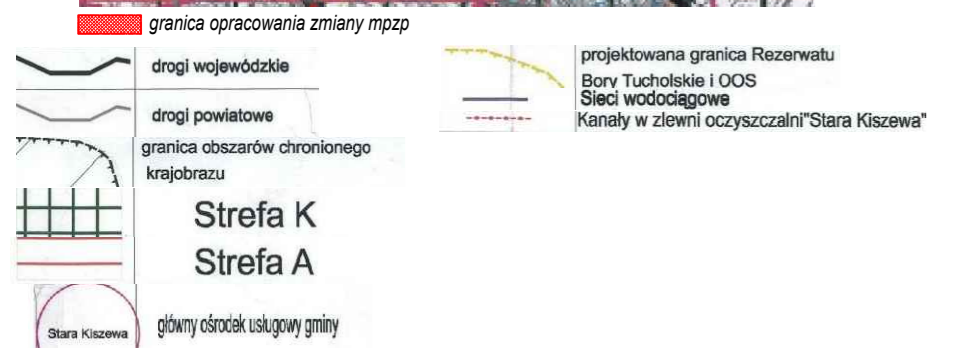 granica opracowania zmiany mpzp
drogi wojewódzkie
drogi powiatowe
granica obszarów chronionego
krajobrazu
Strefa K
Strefa A
Stara Kiszewa
główny ośrodek usługowy gminy
projektowana granica Rezerwatu
Bory Tucholskie i OOS
Sieci wodociągowe
Kanały w zlewni oczyszczalni"Stara Kiszewa"